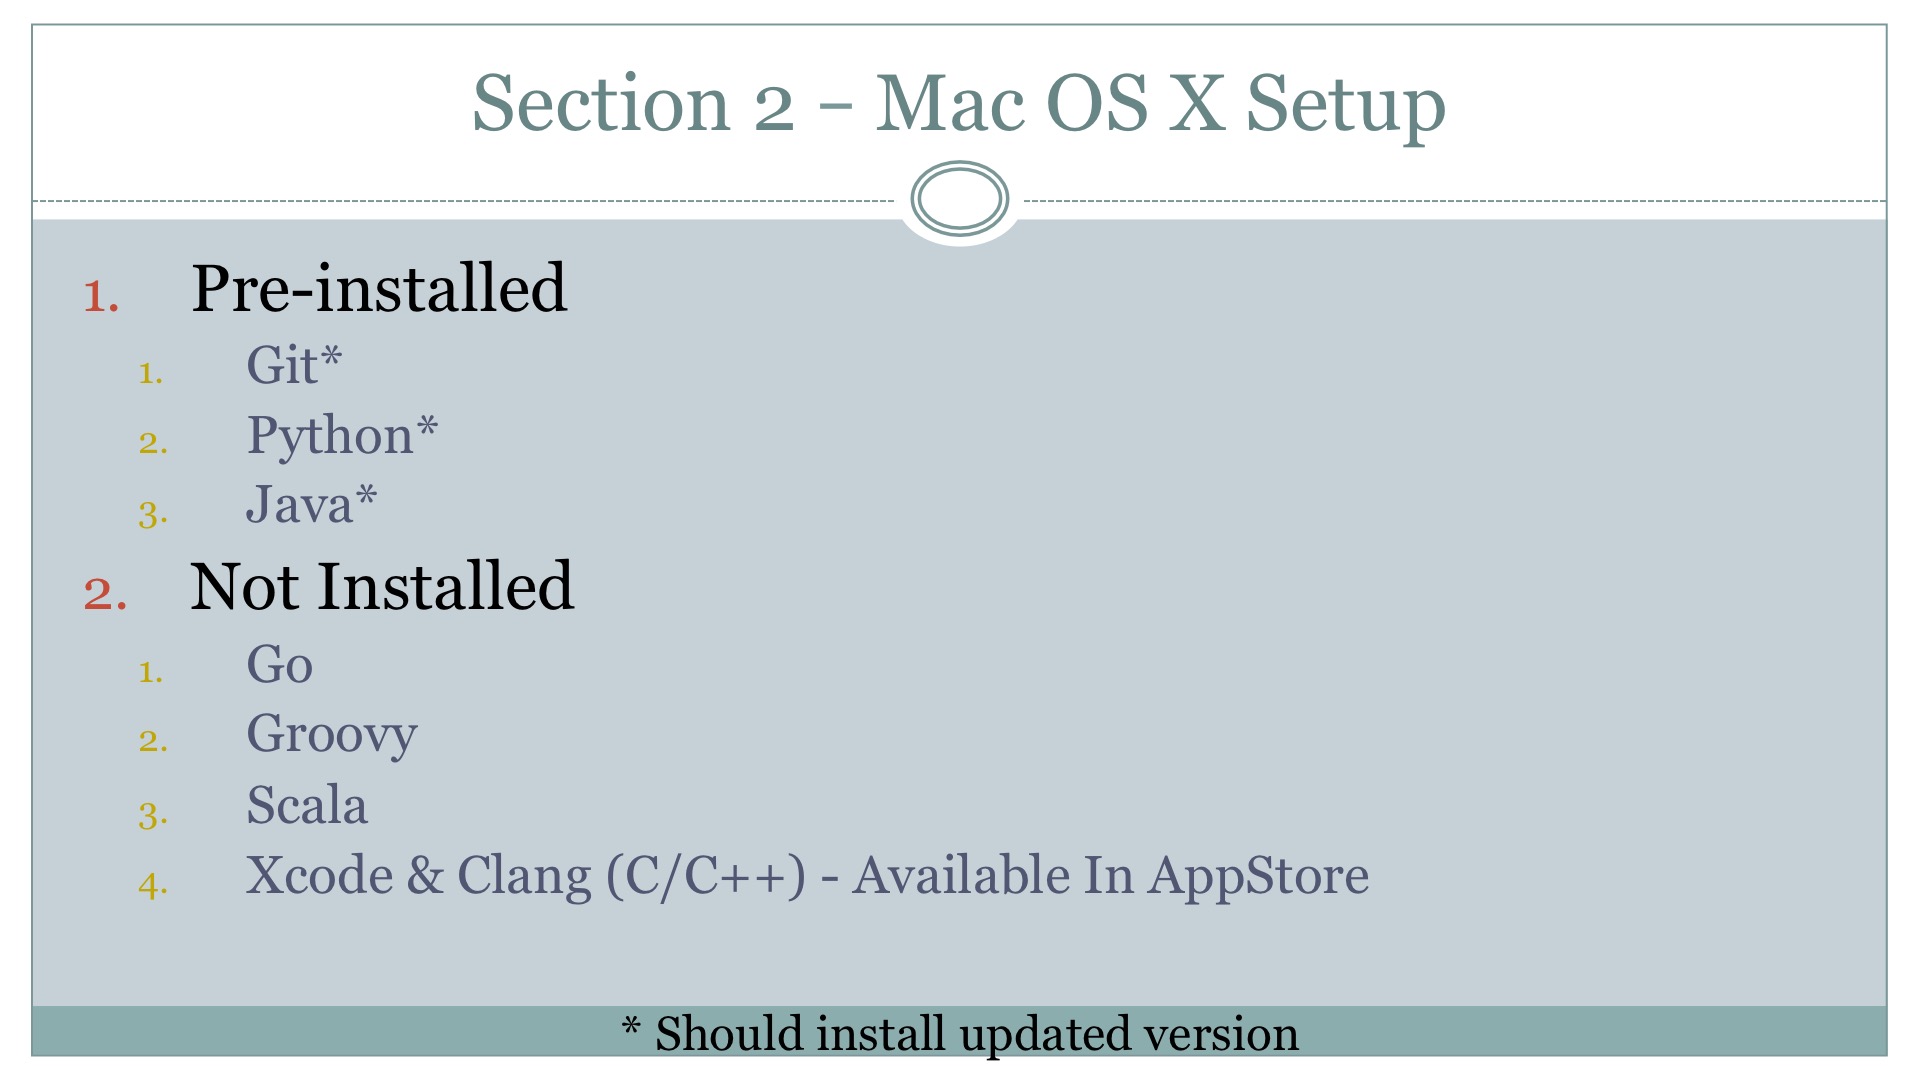 Section 2 – Mac OS X Setup
1. Pre-installed
1. Git*
2. Python*
3. Java*
2. Not Installed
1. Go
2. Groovy
3. Scala
4. Xcode & Clang (C/C++) - Available In AppStore
* Should install updated version